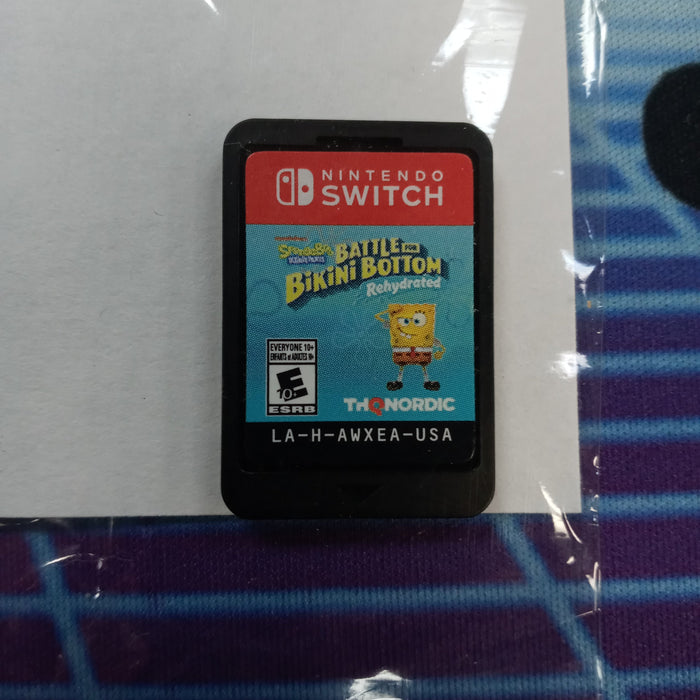 NINTENDO
SWITCH
SpongeBob
SQUAREPANTS
BATTLE FOR
BIKINI BOTTOM
Rehydrated
EVERYONE 10+
ENFANTS et ADULTES 10+
E
10+
ESRB
THQNORDIC
LA-H-AWXEA-USA